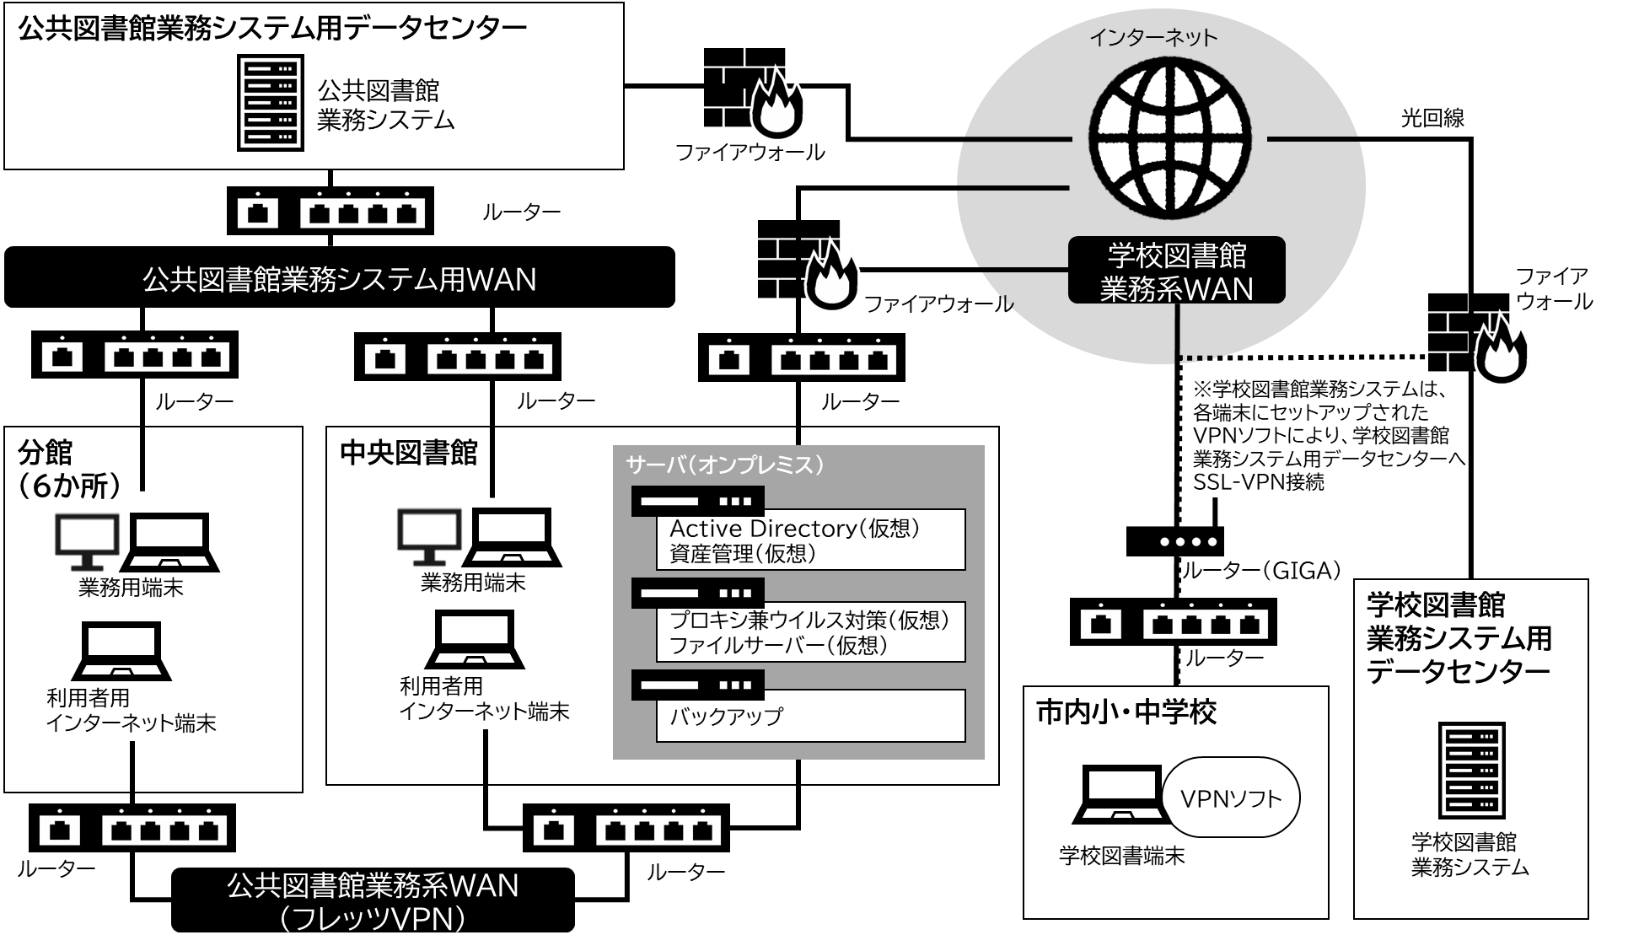 公共図書館業務システム用データセンター
公共図書館
業務システム
ファイアウォール
インターネット
光回線
ルーター
公共図書館業務システム用WAN
学校図書館
業務系WAN
ファイアウォール
ファイア
ウォール
ルーター
ルーター
ルーター
※学校図書館業務システムは、
各端末にセットアップされた
VPNソフトにより、学校図書館
業務システム用データセンターへ
SSL-VPN接続
分館
（6か所）
業務用端末
利用者用
インターネット端末
中央図書館
業務用端末
利用者用
インターネット端末
サーバ（オンプレミス）
Active Directory（仮想）
資産管理（仮想）
プロキシ兼ウイルス対策（仮想）
ファイルサーバー（仮想）
バックアップ
ルーター（GIGA）
ルーター
市内小・中学校
VPNソフト
学校図書端末
学校図書館
業務システム用
データセンター
学校図書館
業務システム
ルーター
ルーター
公共図書館業務系WAN
（フレッツVPN）